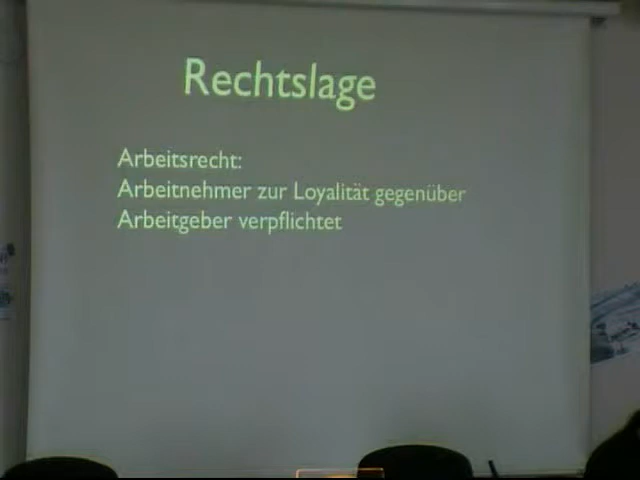 Rechtslage
Arbeitsrecht:
Arbeitnehmer zur Loyalität gegenüber
Arbeitgeber verpflichtet